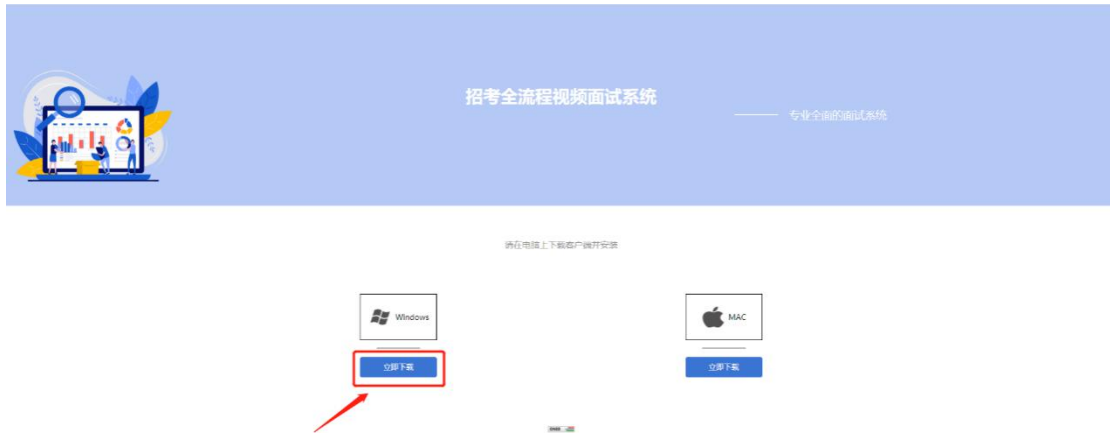 招考全流程视频面试系统
专业全面的面试系统
请在电脑上下载客户端并安装
Windows
MAC
立即下载
立即下载